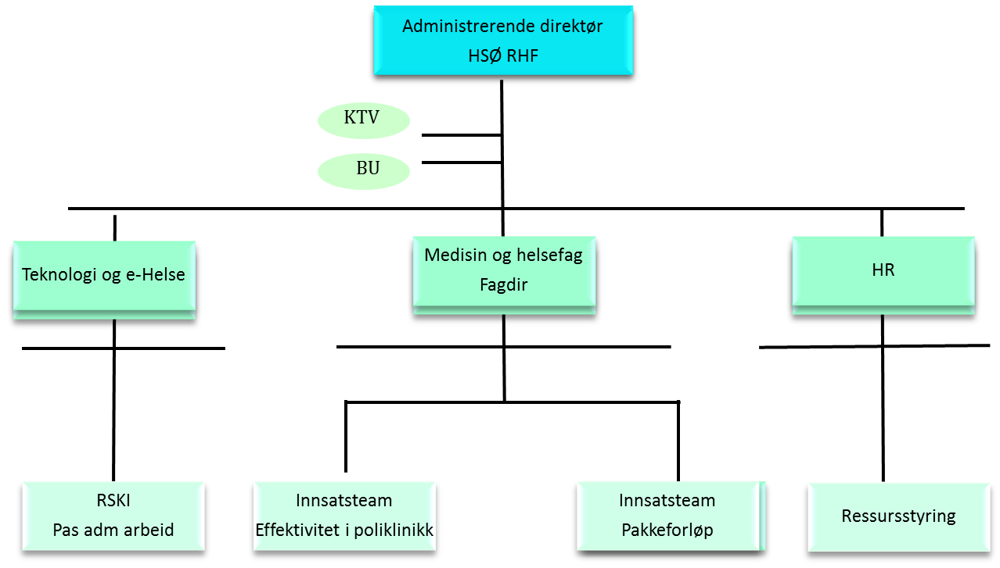 Administrerende direktør
HSØ RHF
KTV
BU
Teknologi og e-Helse
Medisin og helsefag
Fagdir
HR
RSKI
Pas adm arbeid
Innsatsteam
Effektivitet i poliklinikk
Innsatsteam
Pakkeforløp
Ressursstyring